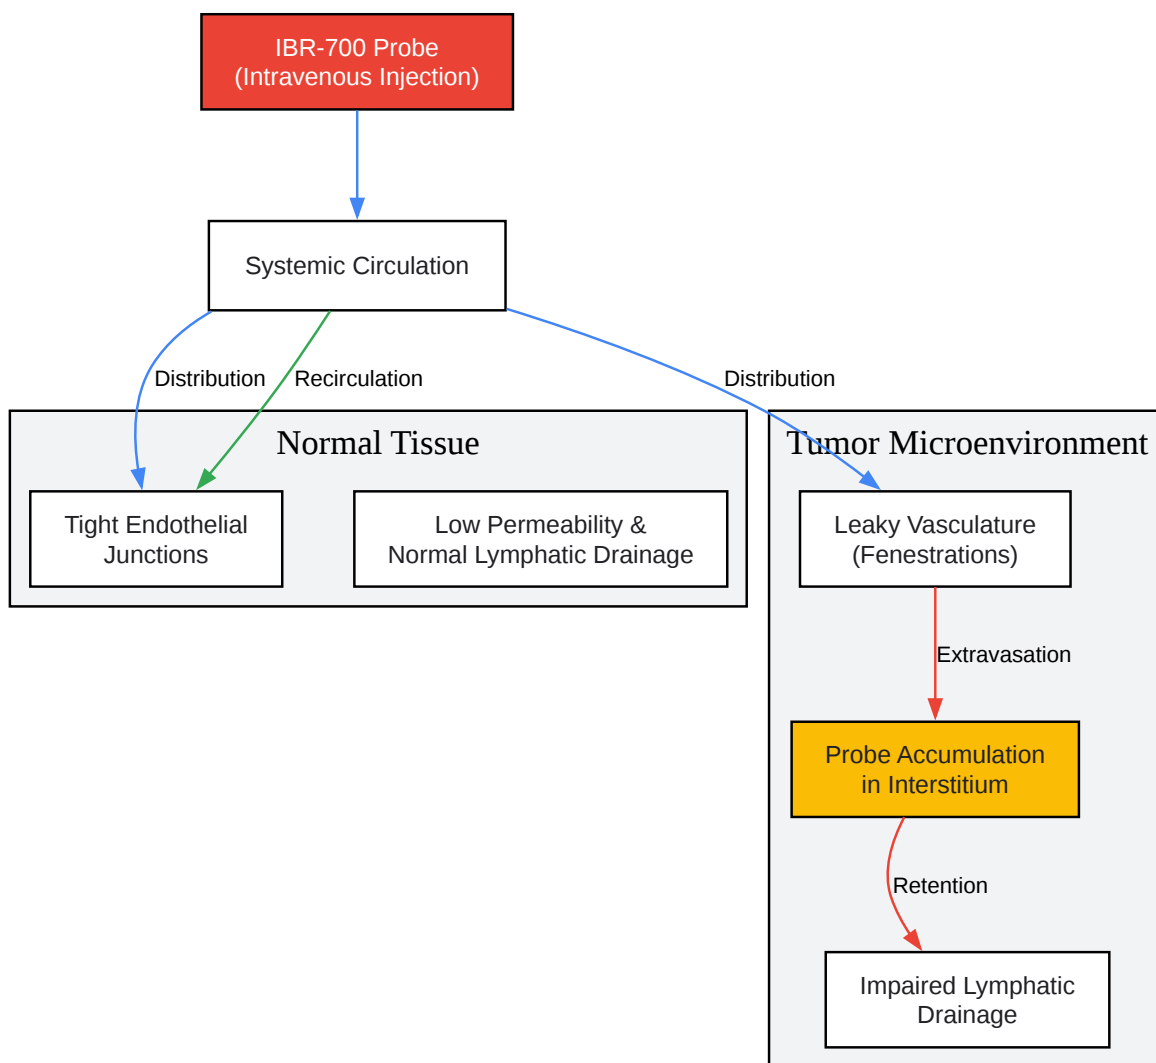 IBR-700 Probe
(Intravenous Injection)
Systemic Circulation
Distribution
Recirculation
Distribution
Normal Tissue
Tumor Microenvironment
Tight Endothelial
Junctions
Low Permeability &
Normal Lymphatic Drainage
Leaky Vasculature
(Fenestrations)
Extravasation
Probe Accumulation
in Interstitium
Retention
Impaired Lymphatic
Drainage